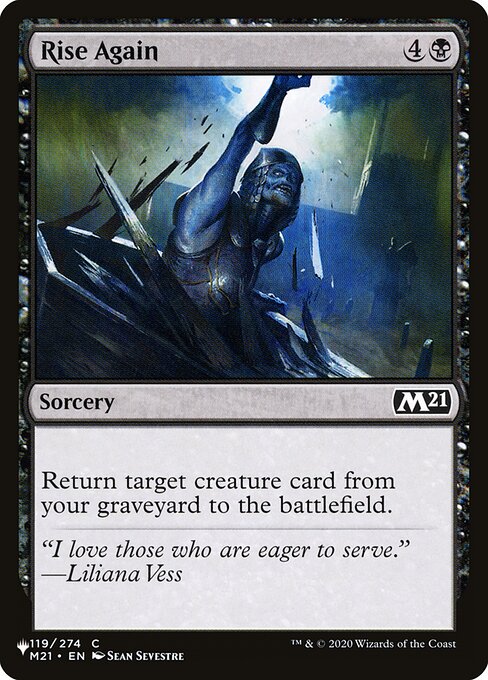 Rise Again 4
Sorcery
M21
Return target creature card from
your graveyard to the battlefield.
“I love those who are eager to serve.”
—Liliana Vess
119/274 C
M21 • EN Sean Sevestre
™ & © 2020 Wizards of the Coast